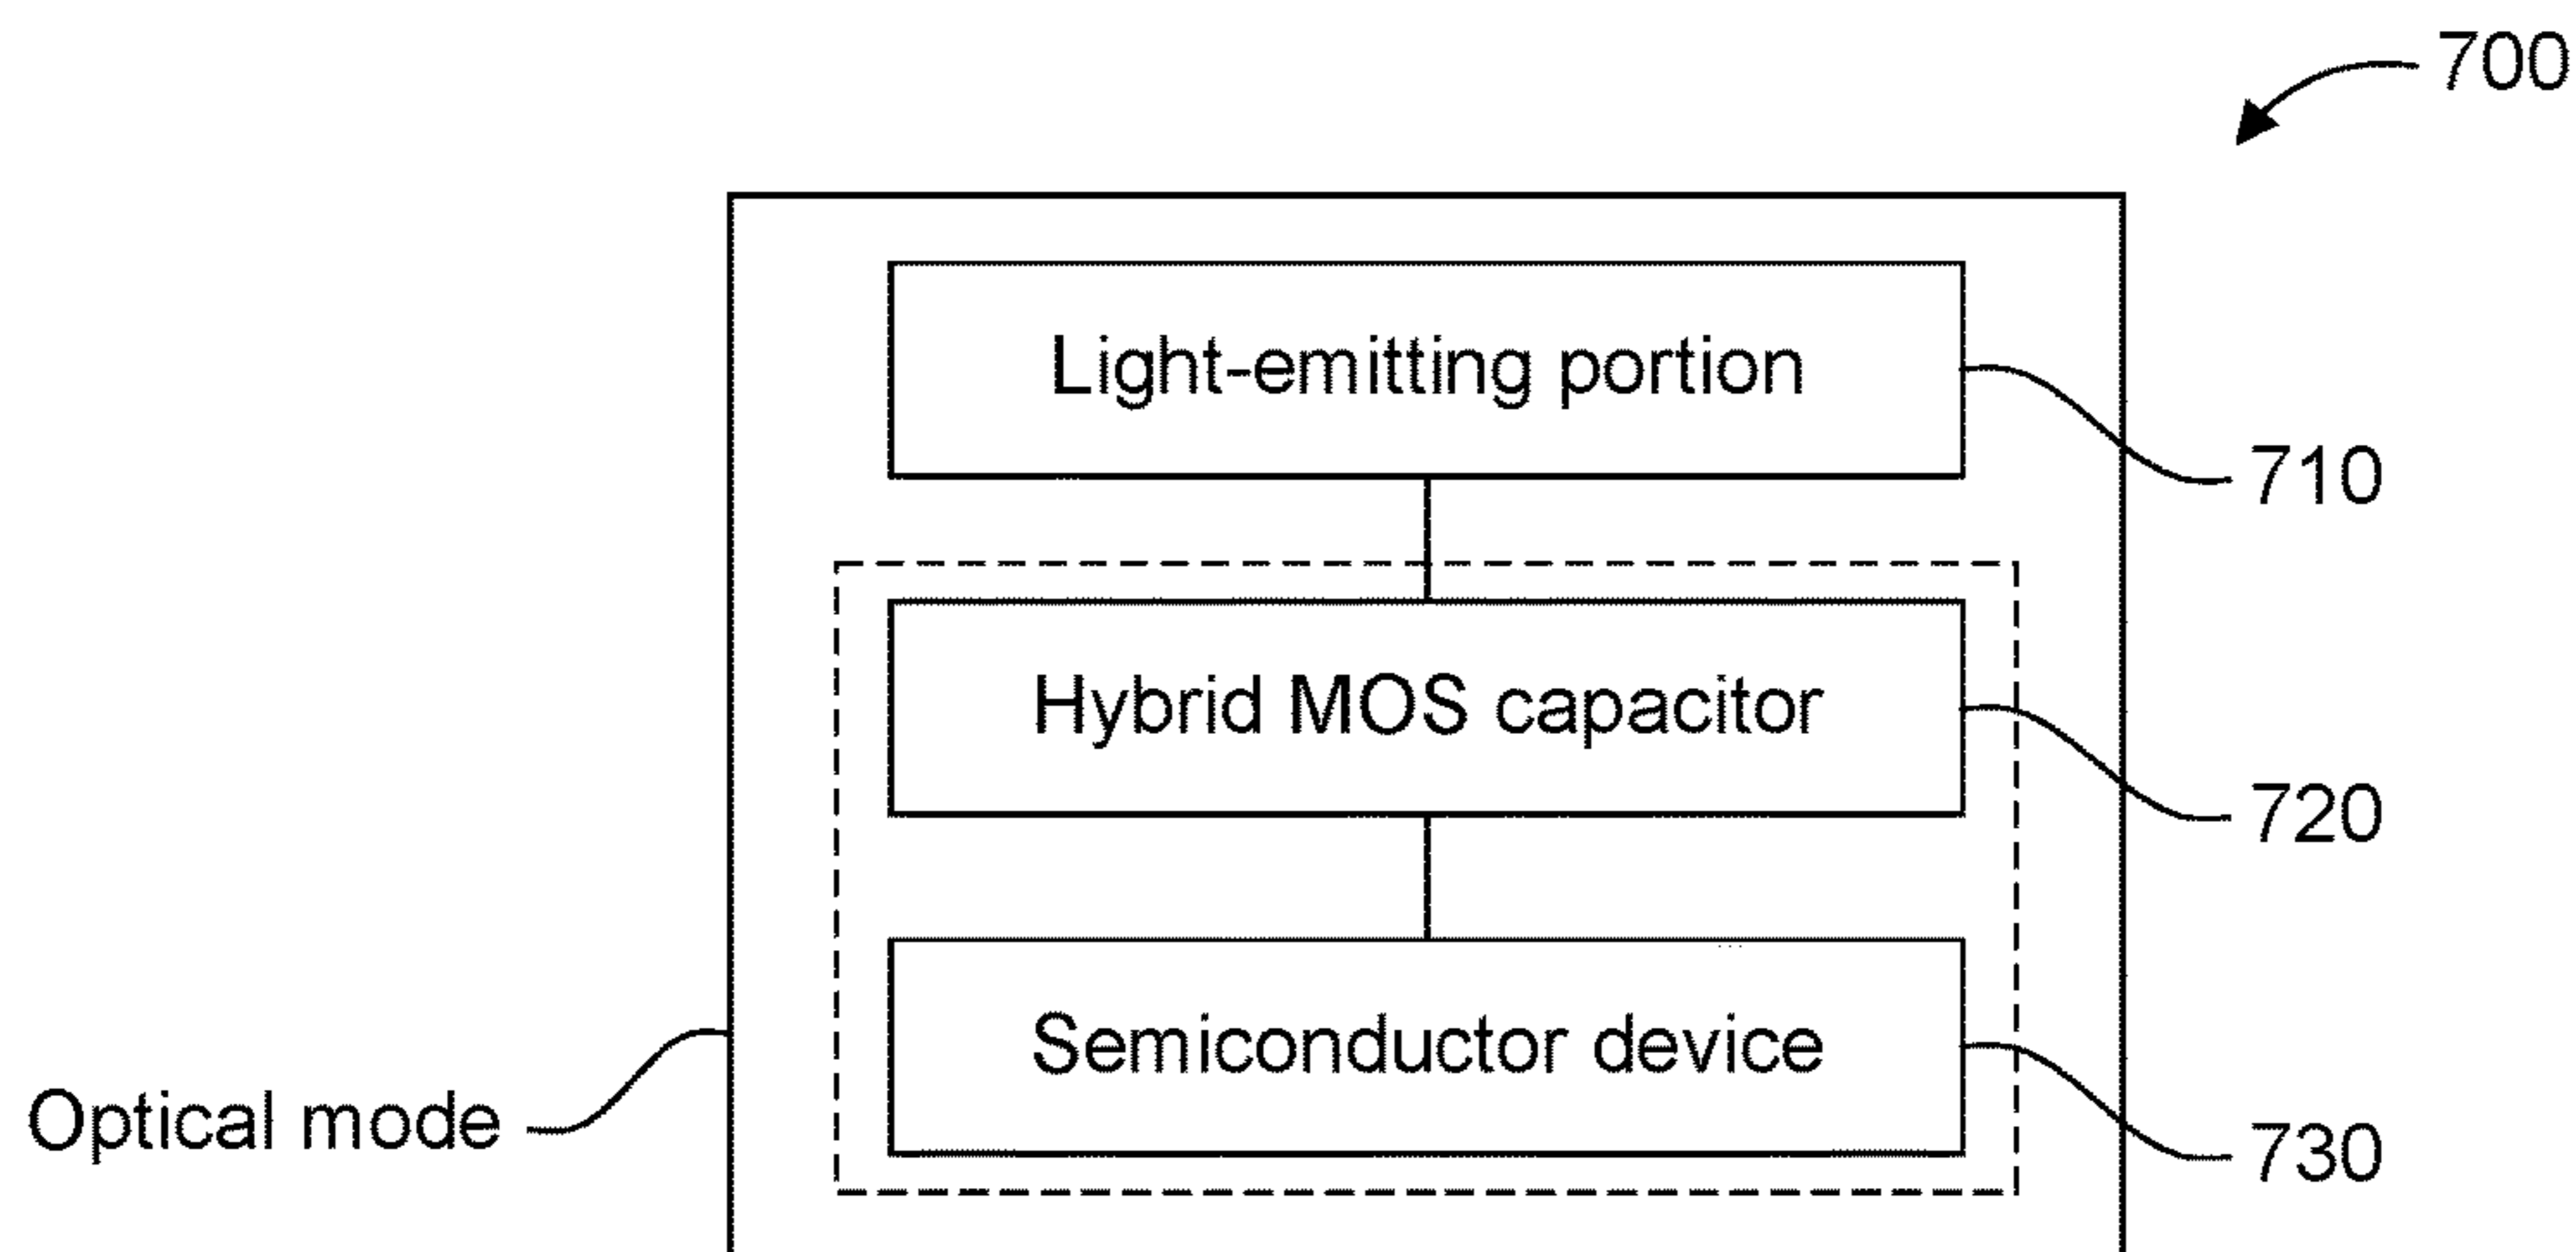 700
Light-emitting portion
710
Hybrid MOS capacitor
720
Semiconductor device
Optical mode
730